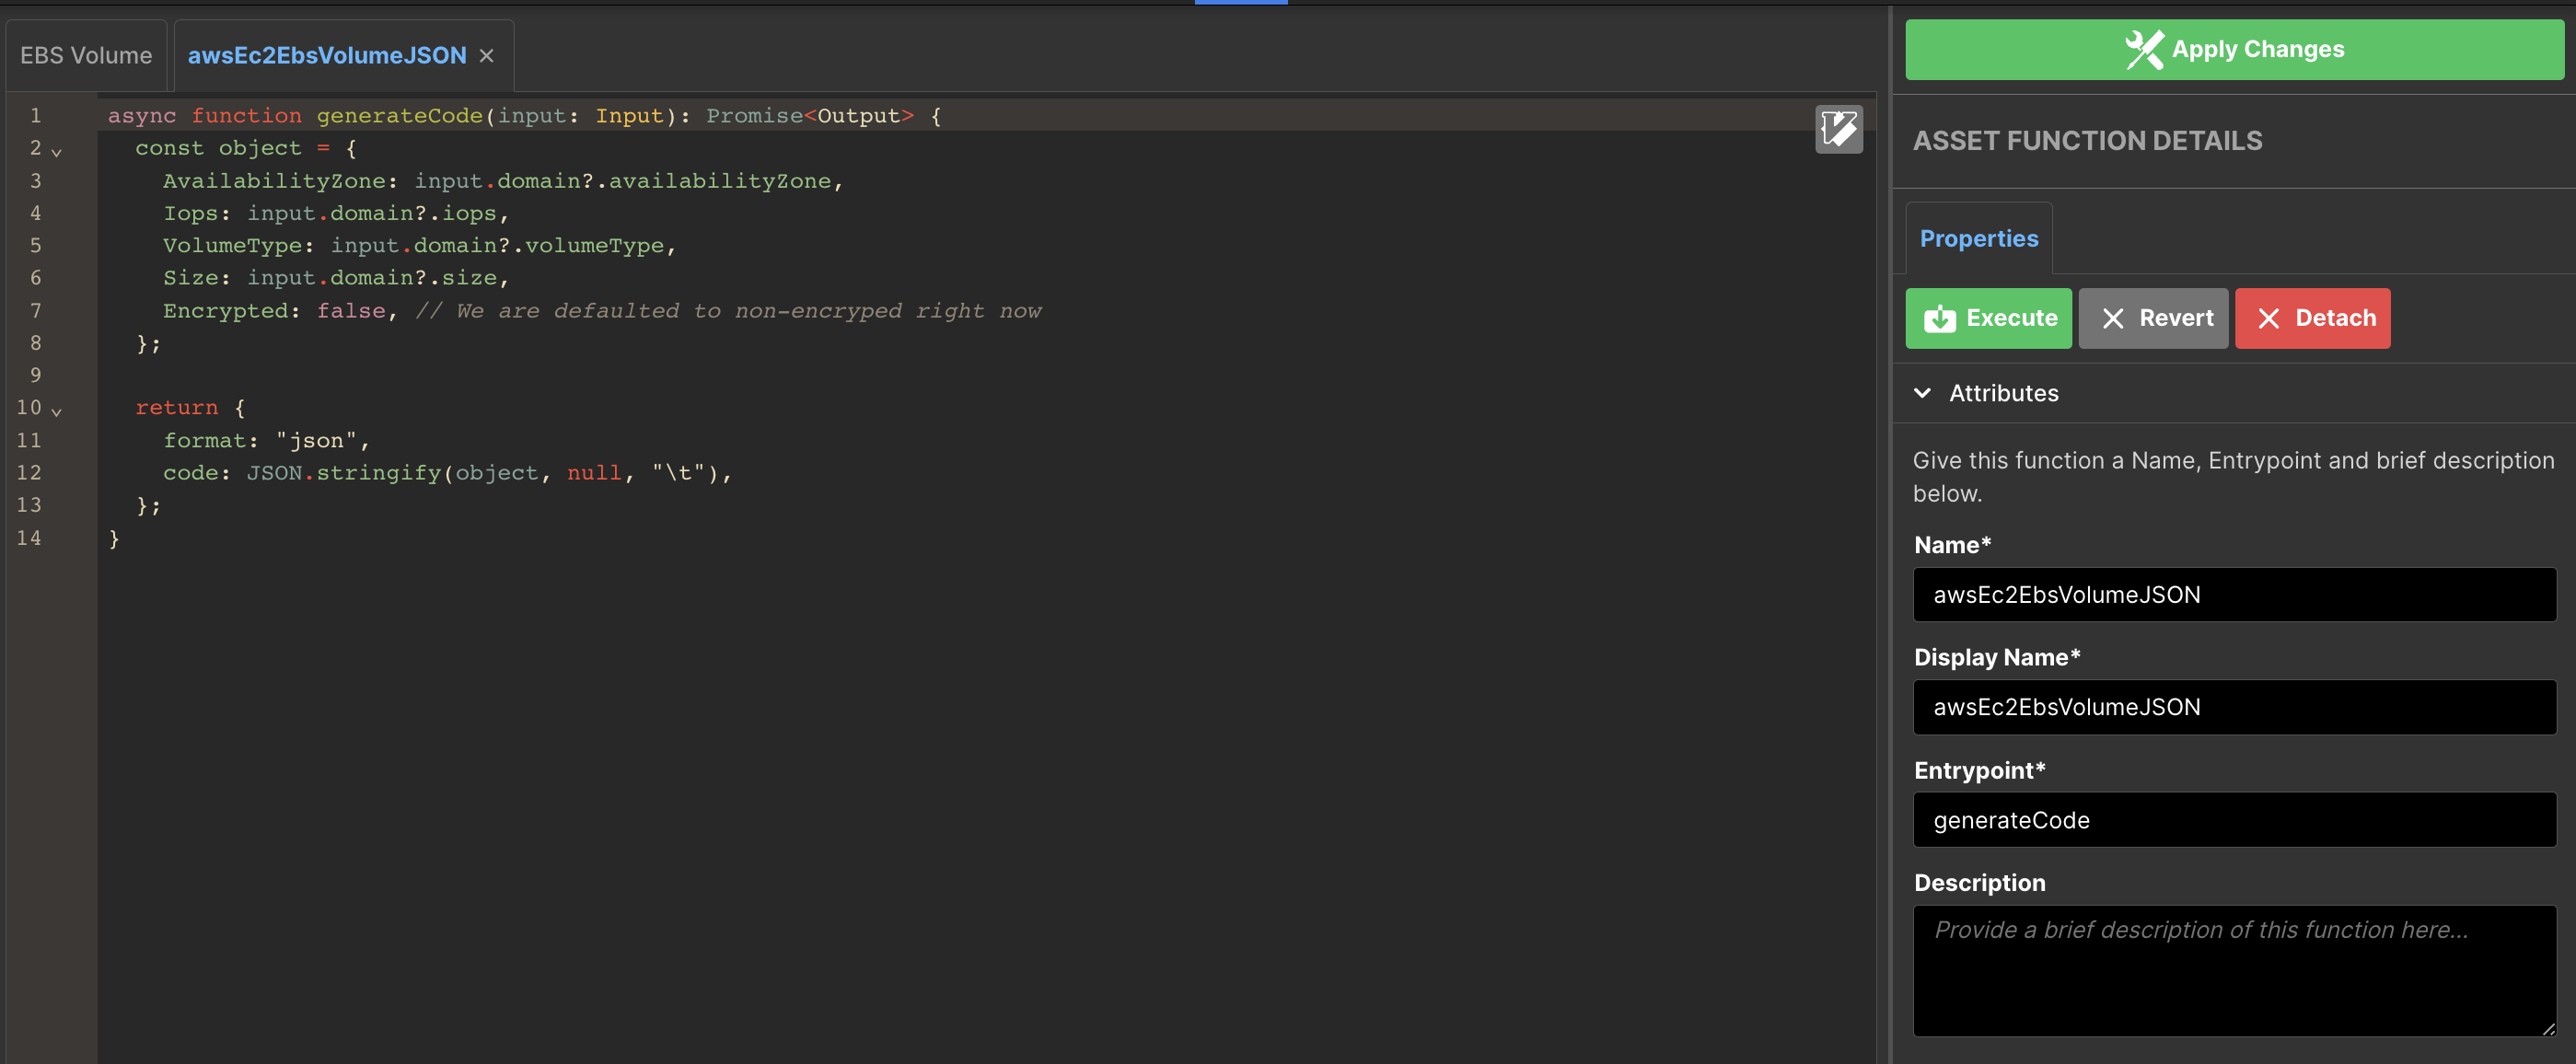 EBS Volume
awsEc2EbsVolumeJSON
1 async function generateCode(input: Input): Promise<Output> {
2   const object = {
3     AvailabilityZone: input.domain?.availabilityZone,
4     Iops: input.domain?.iops,
5     VolumeType: input.domain?.volumeType,
6     Size: input.domain?.size,
7     Encrypted: false, // We are defaulted to non-encryped right now
8   };
9
10   return {
11     format: "json",
12     code: JSON.stringify(object, null, "\t"),
13   };
14 }
Apply Changes
ASSET FUNCTION DETAILS
Properties
Execute
Revert
Detach
Attributes
Give this function a Name, Entrypoint and brief description
below.
Name*
awsEc2EbsVolumeJSON
Display Name*
awsEc2EbsVolumeJSON
Entrypoint*
generateCode
Description
Provide a brief description of this function here...